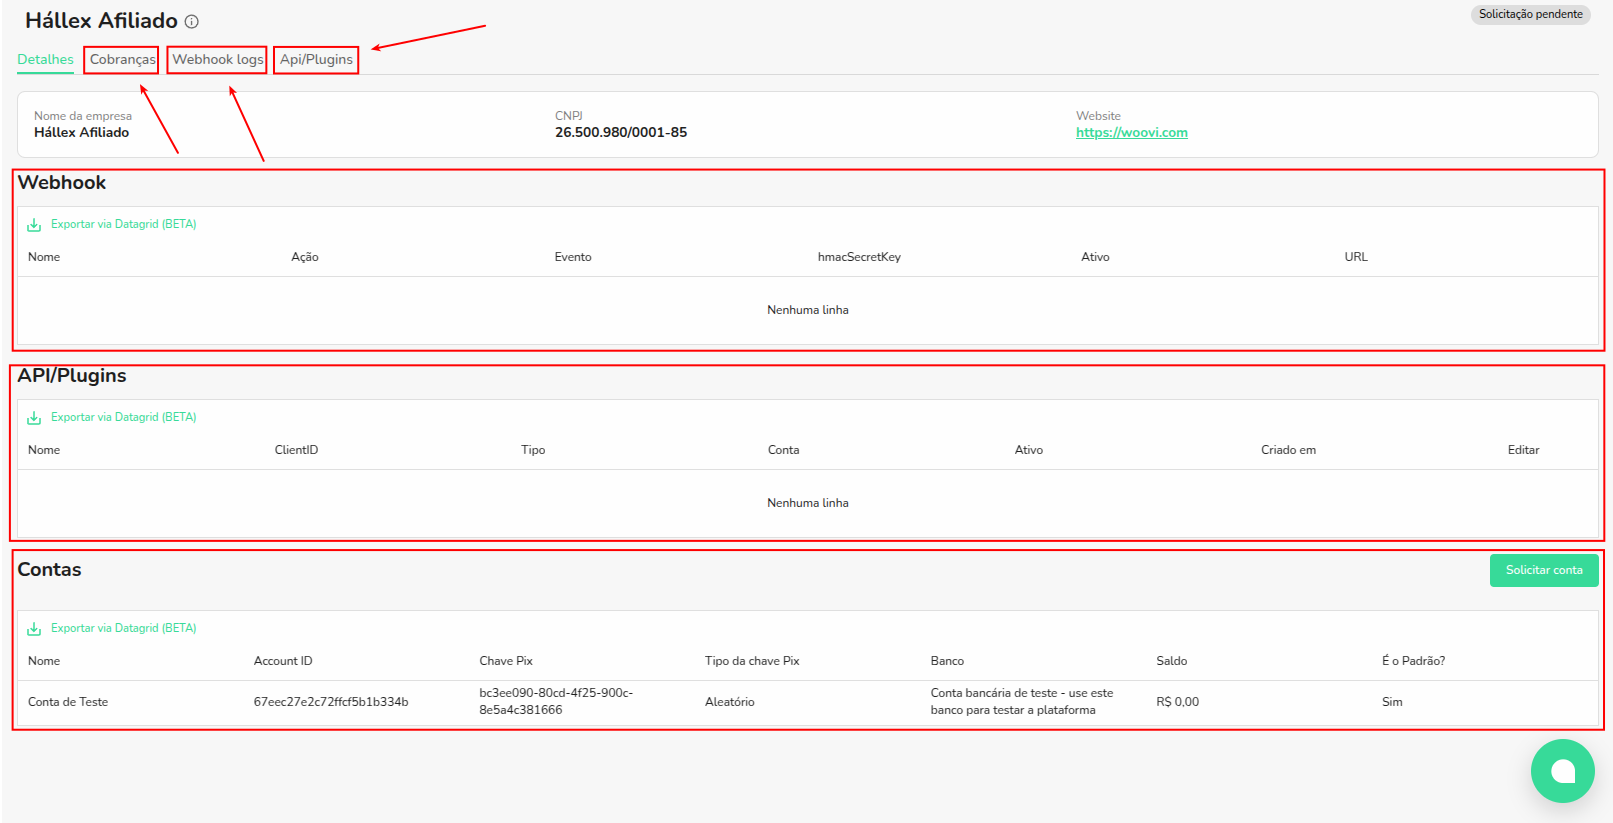 Hállex Afiliado
Solicitação pendente
Detalhes Cobranças Webhook logs Api/Plugins
Nome da empresa CNPJ Website
Hállex Afiliado 26.500.980/0001-85 https://woovi.com
Webhook
Exportar via Datagrid (BETA)
Nome Ação Evento hmacSecretKey Ativo URL
Nenhuma linha
API/Plugins
Exportar via Datagrid (BETA)
Nome ClientID Tipo Conta Ativo Criado em Editar
Nenhuma linha
Contas
Solicitar conta
Exportar via Datagrid (BETA)
Nome Account ID Chave Pix Tipo da chave Pix Banco Saldo É o Padrão?
Conta de Teste 67eec27e2c72ffcf5b1b334b bc3ee090-80cd-4f25-900c- Aleatório Conta bancária de teste - use este R$ 0,00 Sim
8e5a4c381666 banco para testar a plataforma